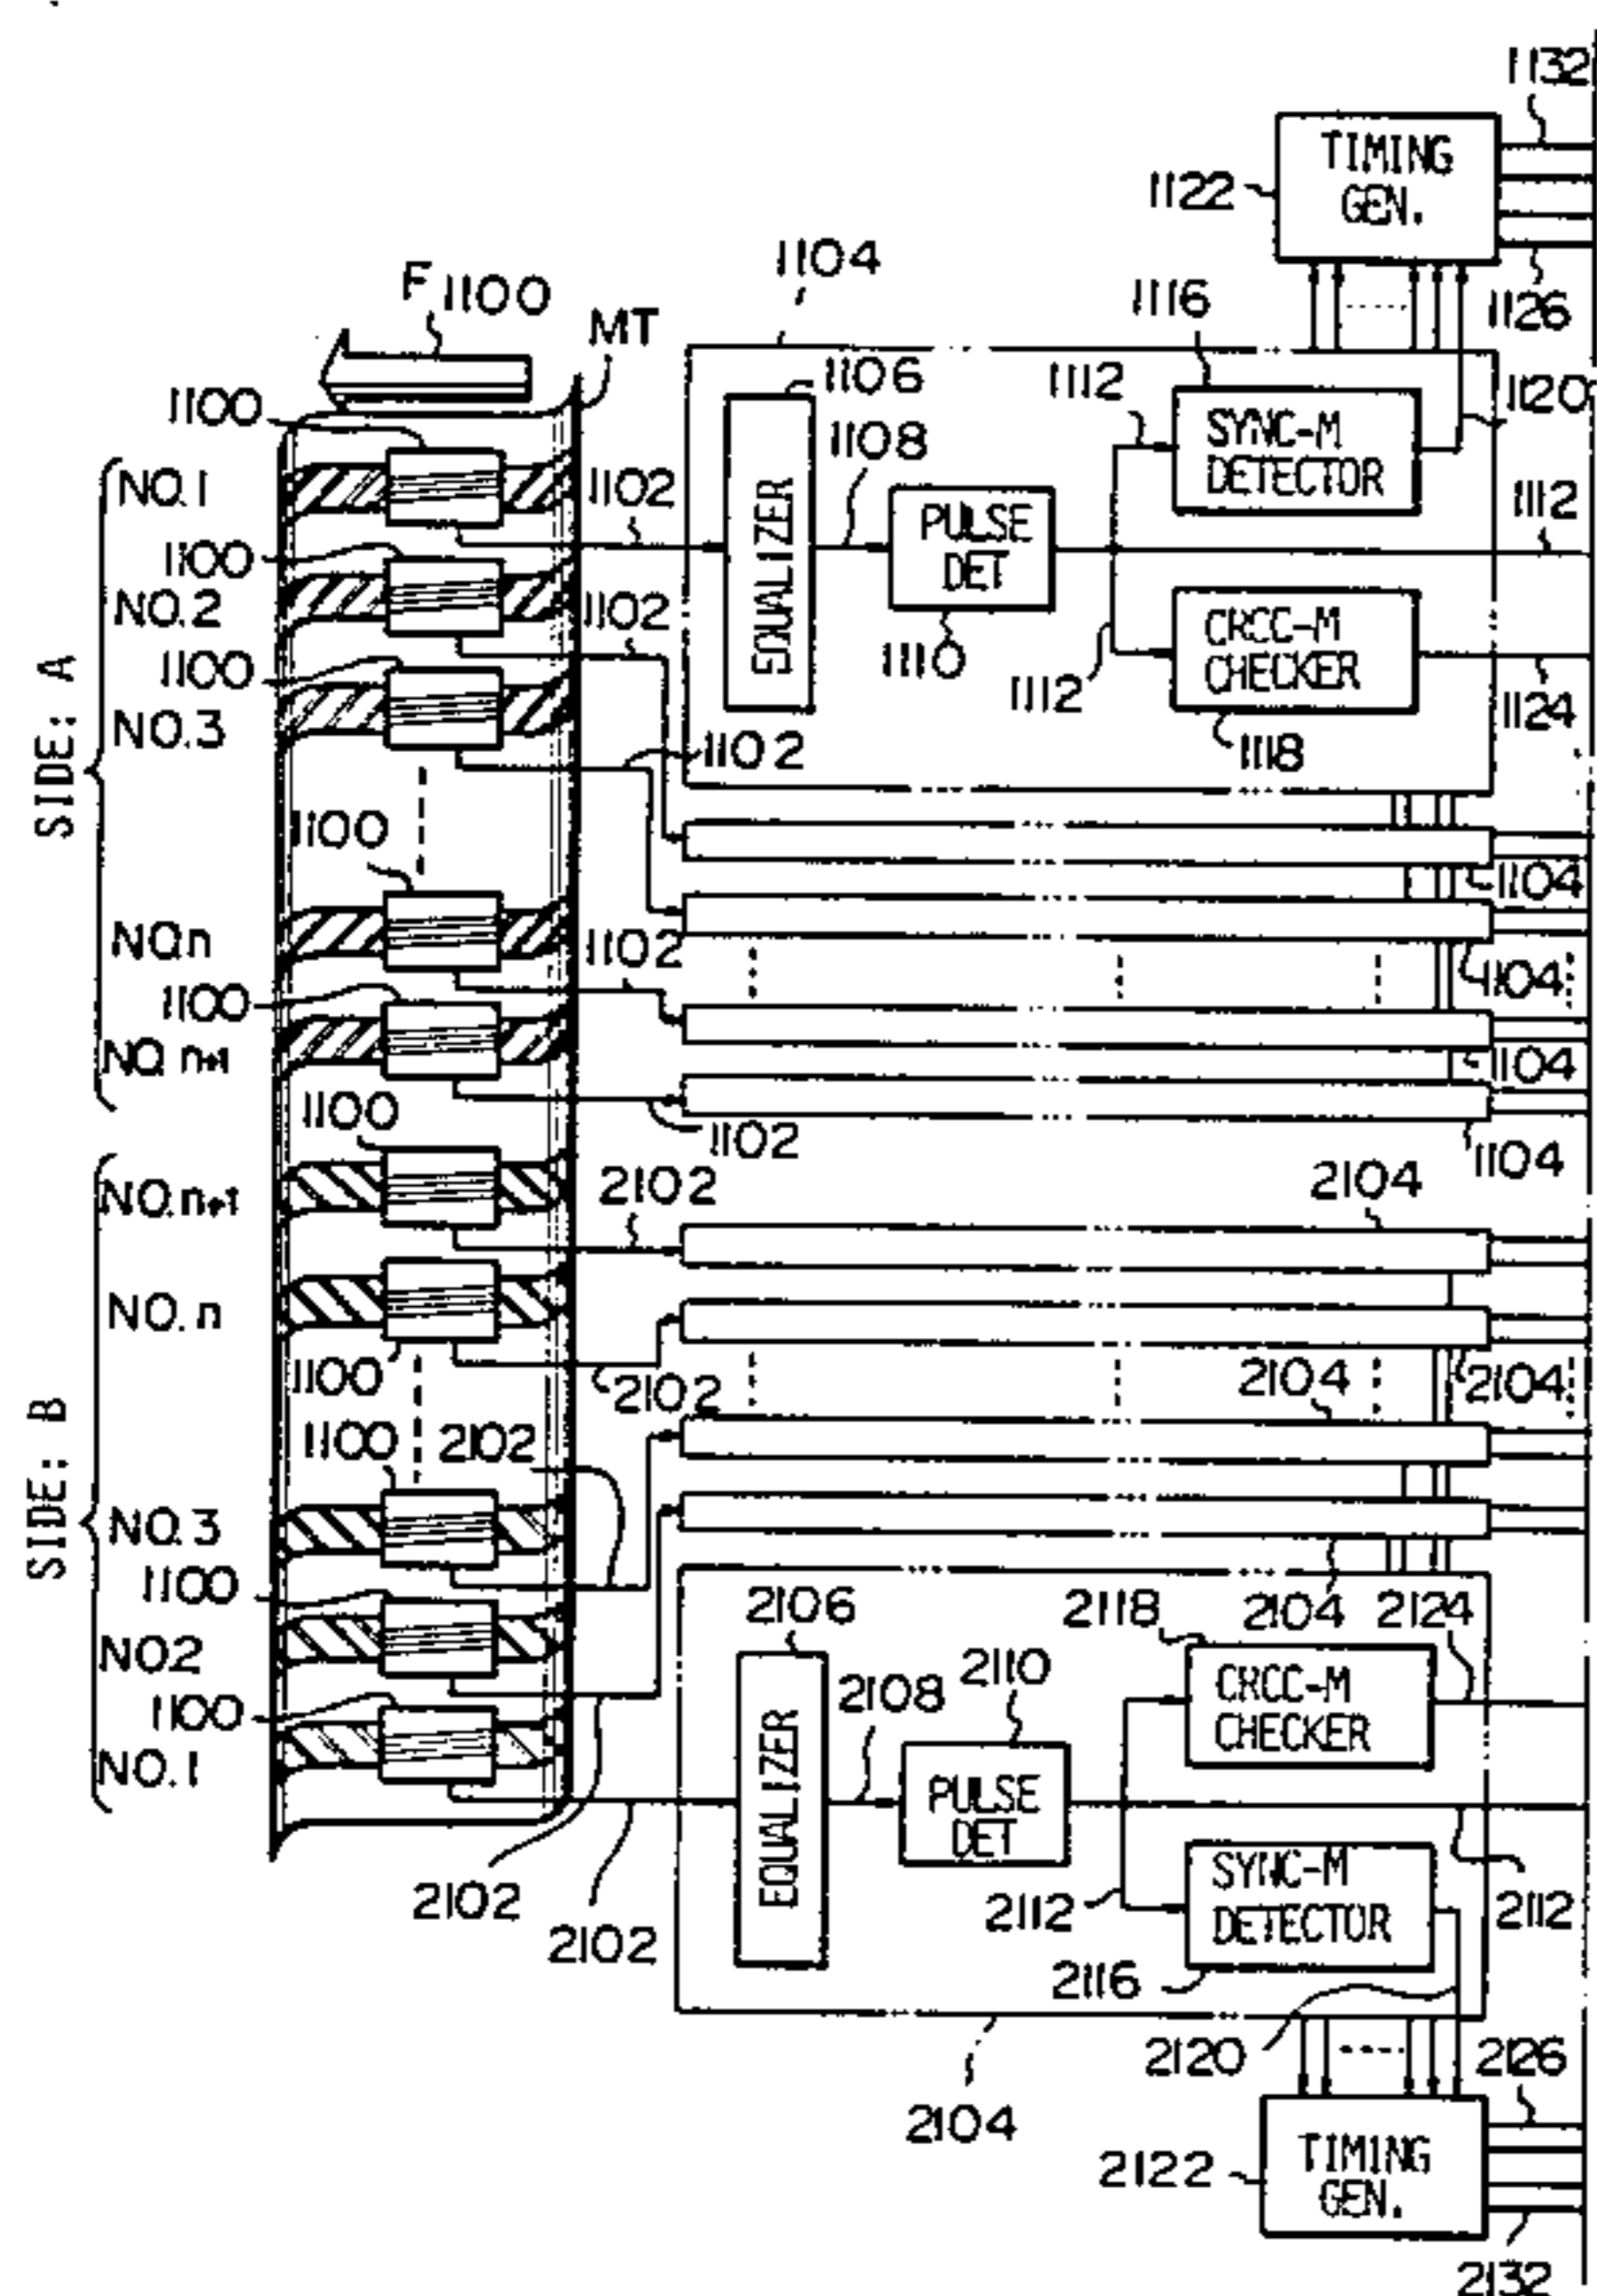 1132
TIMING
GEN.
1122
1126
1104
F
1100
MT
1116
1106
1112
1120
1100
1108
SYNC-M
DETECTOR
NO.1
1102
PULSE
DET
1112
EQUALIZER
1100
NO.2
1102
1110
1112
CRCC-M
CHECKER
1124
1100
NO.3
1102
1118
SIDE: A
1100
1104
NO.n
1102
1104
1100
NO.n+1
1104
1100
1102
1104
NO.n+1
2102
2104
NO.n
1100
2102
2104
2104
1100
2102
SIDE: B
NO.3
1100
2106
2118
2104
2124
NO2
2110
CRCC-M
CHECKER
1100
2108
NO.1
EQUALIZER
PULSE
DET
SYNC-M
DETECTOR
2102
2102
2112
2112
2116
2120
2126
2104
2122
TIMING
GEN.
2132